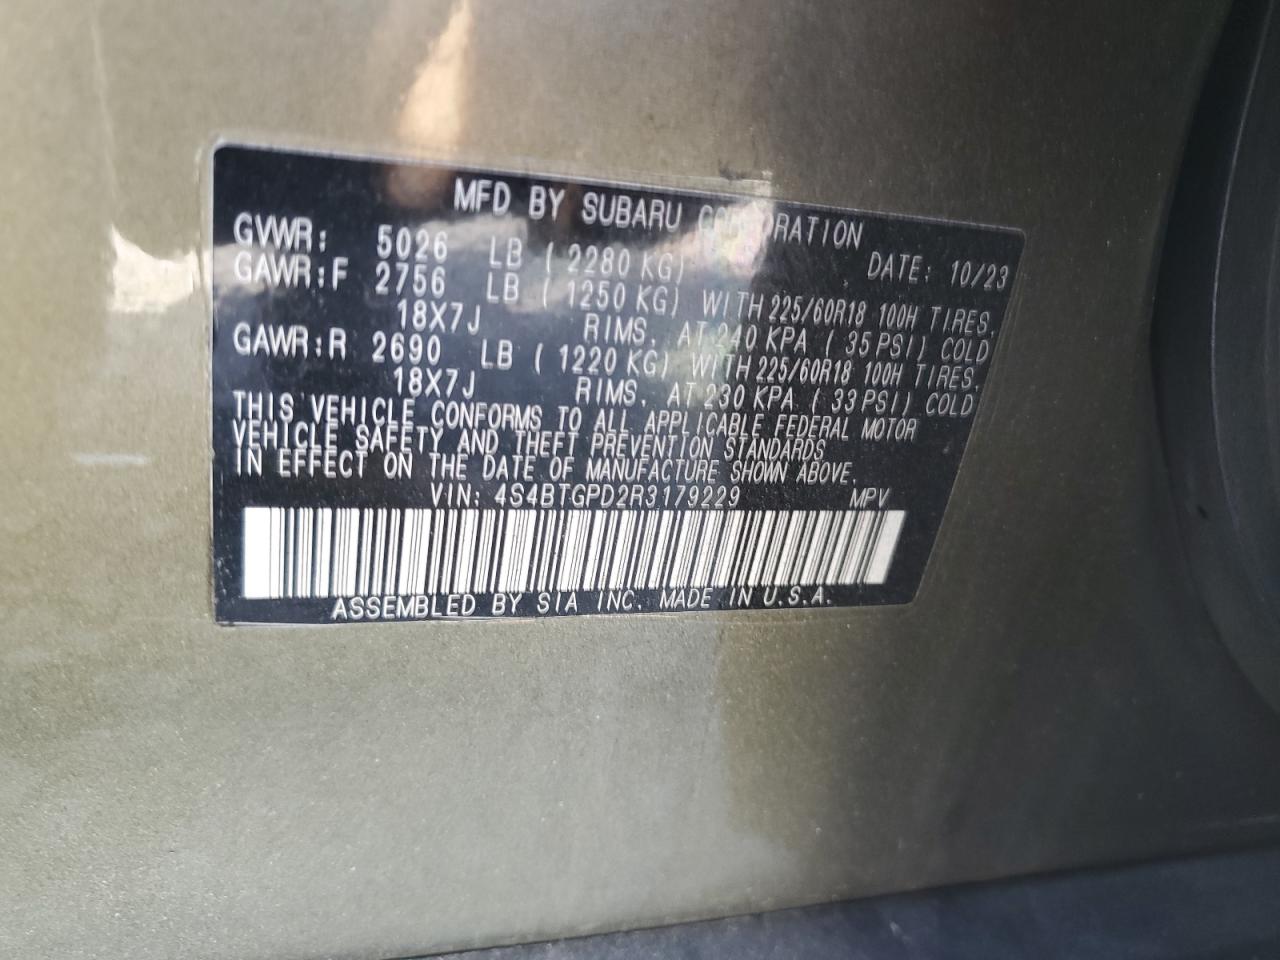 MFD BY SUBARU CORPORATION
GVWR: 5026 LB ( 2280 KG) DATE: 10/23
GAWR:F 2756 LB ( 1250 KG) WITH 225/60R18 100H TIRES,
18X7J RIMS, AT 240 KPA ( 35 PSI) COLD
GAWR:R 2690 LB ( 1220 KG) WITH 225/60R18 100H TIRES,
18X7J RIMS, AT 230 KPA ( 33 PSI) COLD
THIS VEHICLE CONFORMS TO ALL APPLICABLE FEDERAL MOTOR
VEHICLE SAFETY AND THEFT PREVENTION STANDARDS
IN EFFECT ON THE DATE OF MANUFACTURE SHOWN ABOVE.
VIN: 4S4BTGPD2R3179229 MPV
ASSEMBLED BY SIA INC. MADE IN U.S.A.